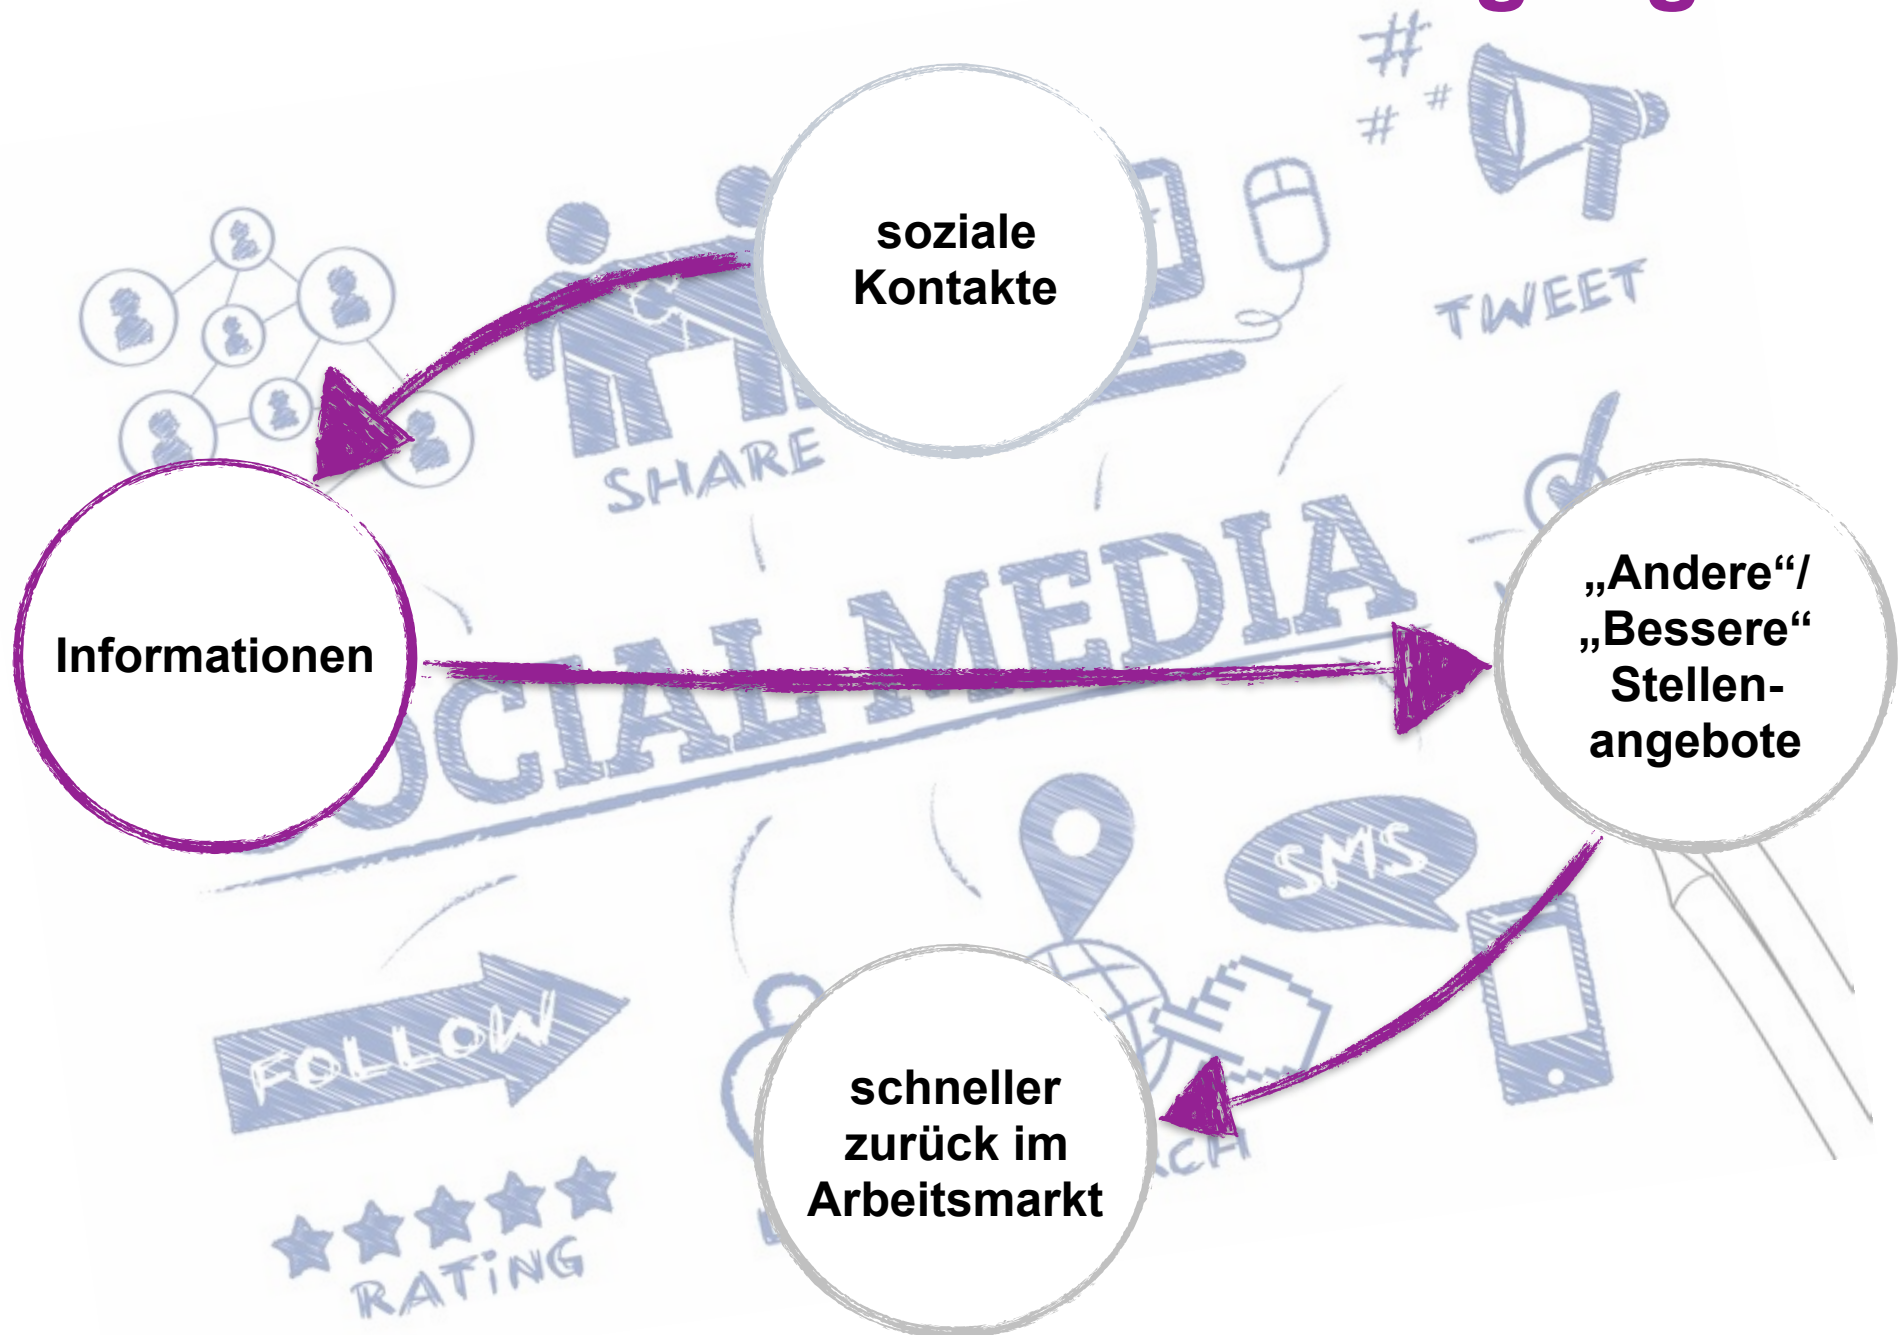 soziale
Kontakte
TWEET
SHARE
Informationen
SOCIAL MEDIA
„Andere“/
„Bessere“
Stellen-
angebote
SMS
FOLLOW
schneller
zurück im
Arbeitsmarkt
RATiNG